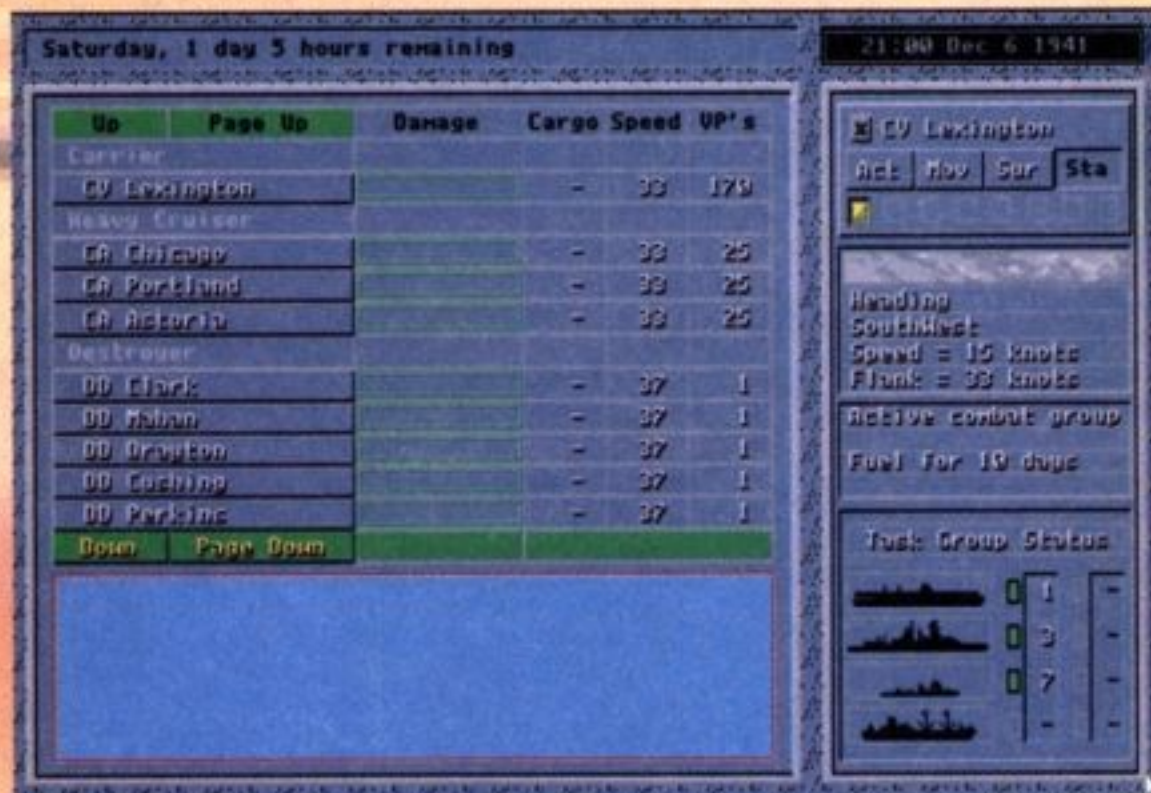 Saturday, 1 day 5 hours remaining
21:00 Dec 6 1941
Up Page Up Damage Cargo Speed VP's
Carrier
CV Lexington - 33 170
Heavy Cruiser
CA Chicago - 33 25
CA Portland - 33 25
CA Astoria - 33 25
Destroyer
DD Clark - 37 1
DD Mahan - 37 1
DD Drayton - 37 1
DD Cushing - 37 1
DD Perkins - 37 1
Down Page Down
CV Lexington
Act Mov Sur Sta
Heading
SouthWest
Speed = 15 knots
Flank = 33 knots
Active combat group
Fuel for 10 days
Task Group Status
1 -
3 -
7 -
- -